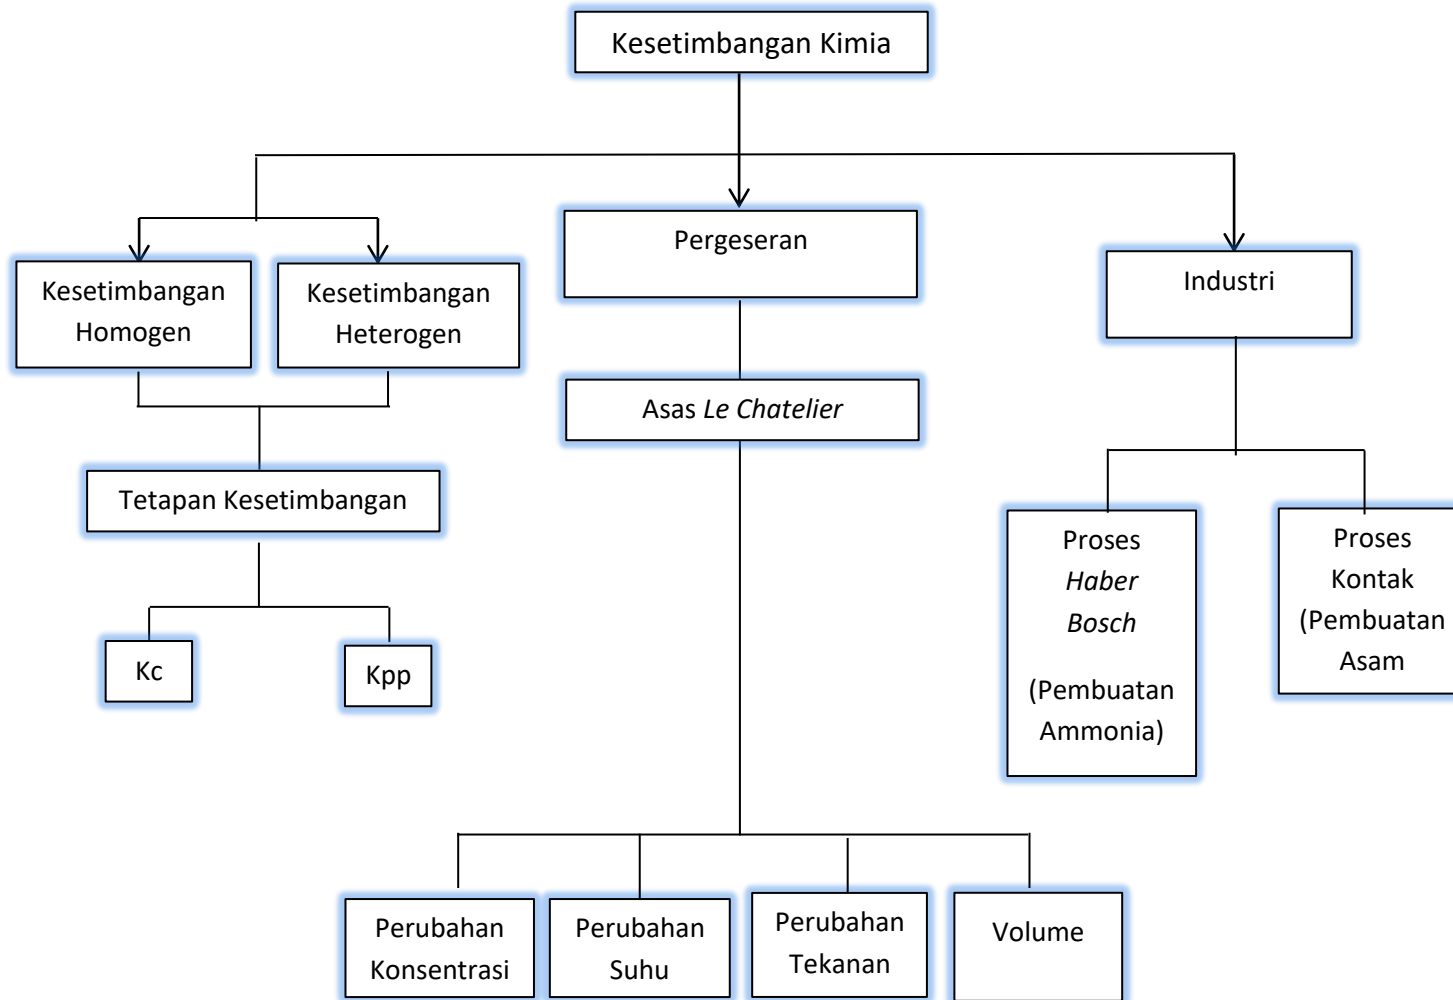 Kesetimbangan Kimia
Kesetimbangan
Homogen
Kesetimbangan
Heterogen
Pergeseran
Industri
Asas Le Chatelier
Tetapan Kesetimbangan
Kc
Kpp
Proses
Haber
Bosch
(Pembuatan
Ammonia)
Proses
Kontak
(Pembuatan
Asam
Perubahan
Konsentrasi
Perubahan
Suhu
Perubahan
Tekanan
Volume